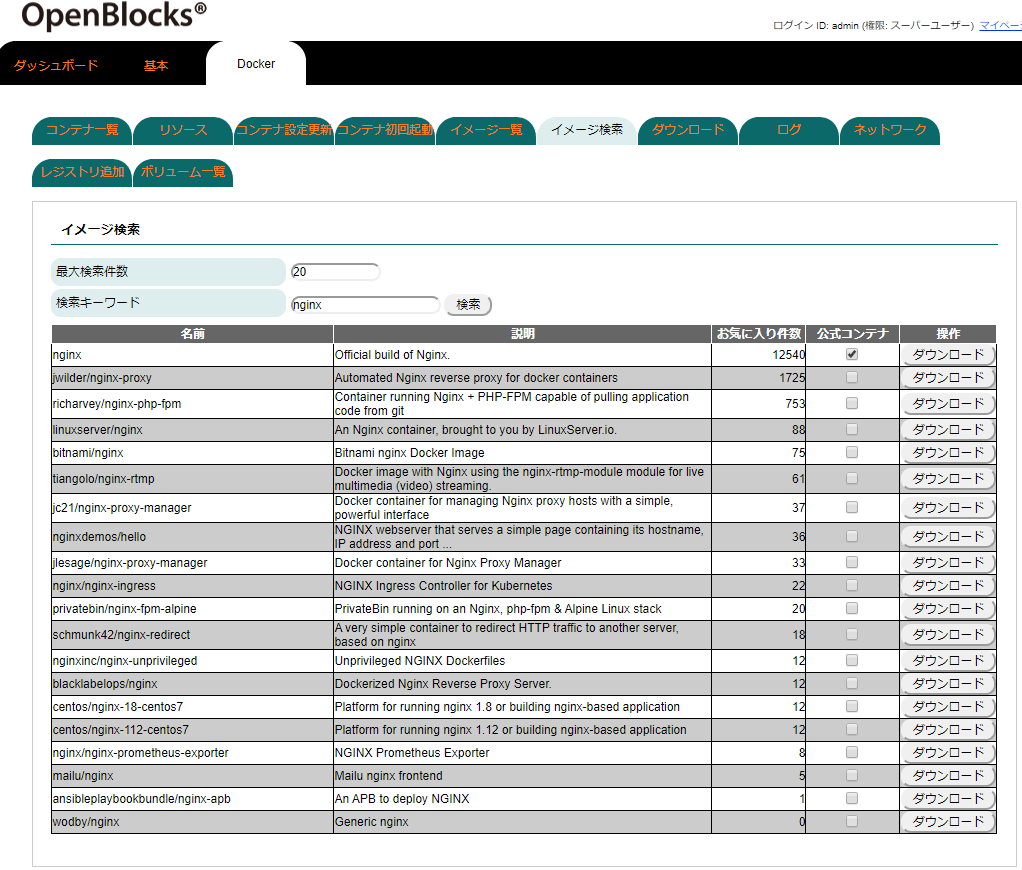 OpenBlocks®
ログイン ID: admin (権限: スーパーユーザー) マイペー
ダッシュボード 基本 Docker
コンテナ一覧 リソース コンテナ設定更新 コンテナ初回起動 イメージ一覧 イメージ検索 ダウンロード ログ ネットワーク
レジストリ追加 ボリューム一覧
イメージ検索
最大検索件数 20
検索キーワード nginx 検索
名前 説明 お気に入り件数 公式コンテナ 操作
nginx Official build of Nginx. 12540 ダウンロード
jwilder/nginx-proxy Automated Nginx reverse proxy for docker containers 1725 ダウンロード
richarvey/nginx-php-fpm Container running Nginx + PHP-FPM capable of pulling application
code from git 753 ダウンロード
linuxserver/nginx An Nginx container, brought to you by LinuxServer.io. 88 ダウンロード
bitnami/nginx Bitnami nginx Docker Image 75 ダウンロード
tiangolo/nginx-rtmp Docker image with Nginx using the nginx-rtmp-module module for live
multimedia (video) streaming. 61 ダウンロード
jc21/nginx-proxy-manager Docker container for managing Nginx proxy hosts with a simple,
powerful interface 37 ダウンロード
nginxdemos/hello NGINX webserver that serves a simple page containing its hostname,
IP address and port ... 36 ダウンロード
jlesage/nginx-proxy-manager Docker container for Nginx Proxy Manager 33 ダウンロード
nginx/nginx-ingress NGINX Ingress Controller for Kubernetes 22 ダウンロード
privatebin/nginx-fpm-alpine PrivateBin running on an Nginx, php-fpm & Alpine Linux stack 20 ダウンロード
schmunk42/nginx-redirect A very simple container to redirect HTTP traffic to another server,
based on nginx 18 ダウンロード
nginxinc/nginx-unprivileged Unprivileged NGINX Dockerfiles 12 ダウンロード
blacklabelops/nginx Dockerized Nginx Reverse Proxy Server. 12 ダウンロード
centos/nginx-18-centos7 Platform for running nginx 1.8 or building nginx-based application 12 ダウンロード
centos/nginx-112-centos7 Platform for running nginx 1.12 or building nginx-based application 12 ダウンロード
nginx/nginx-prometheus-exporter NGINX Prometheus Exporter 8 ダウンロード
mailu/nginx Mailu nginx frontend 5 ダウンロード
ansibleplaybookbundle/nginx-apb An APB to deploy NGINX 1 ダウンロード
wodby/nginx Generic nginx 0 ダウンロード